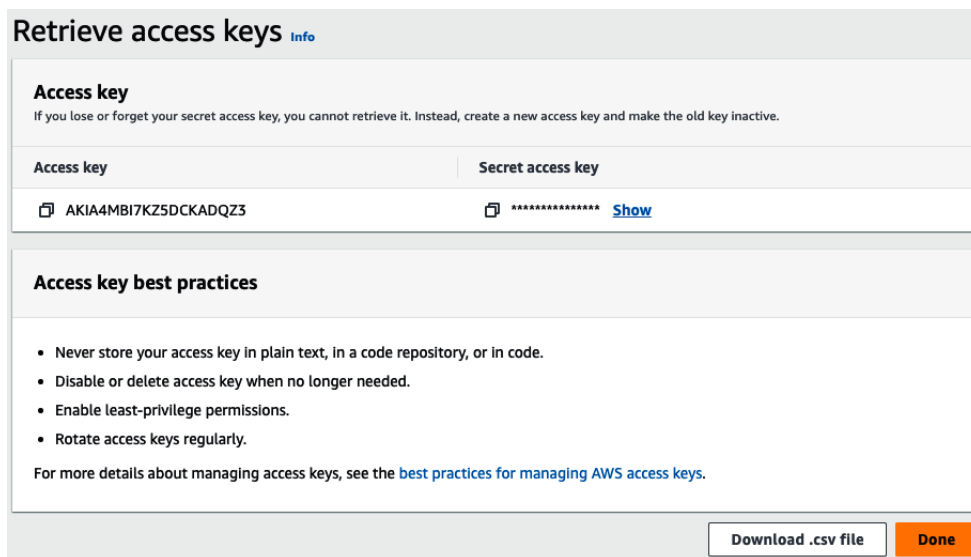 Retrieve access keys Info
Access key
If you lose or forget your secret access key, you cannot retrieve it. Instead, create a new access key and make the old key inactive.
Access key Secret access key
AKIA4MBI7KZ5DCKADQZ3 *************** Show
Access key best practices
• Never store your access key in plain text, in a code repository, or in code.
• Disable or delete access key when no longer needed.
• Enable least-privilege permissions.
• Rotate access keys regularly.
For more details about managing access keys, see the best practices for managing AWS access keys.
Download .csv file Done